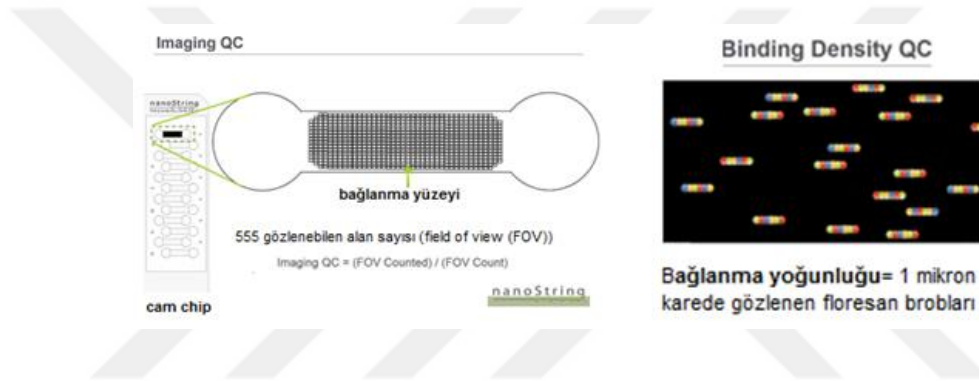 Imaging QC
nanoString
bağlanma yüzeyi
555 gözlenebilen alan sayısı (field of view (FOV))
Imaging QC = (FOV Counted) / (FOV Count)
nanoString
cam chip
Binding Density QC
Bağlanma yoğunluğu= 1 mikron
karede gözlenen floresan brobları